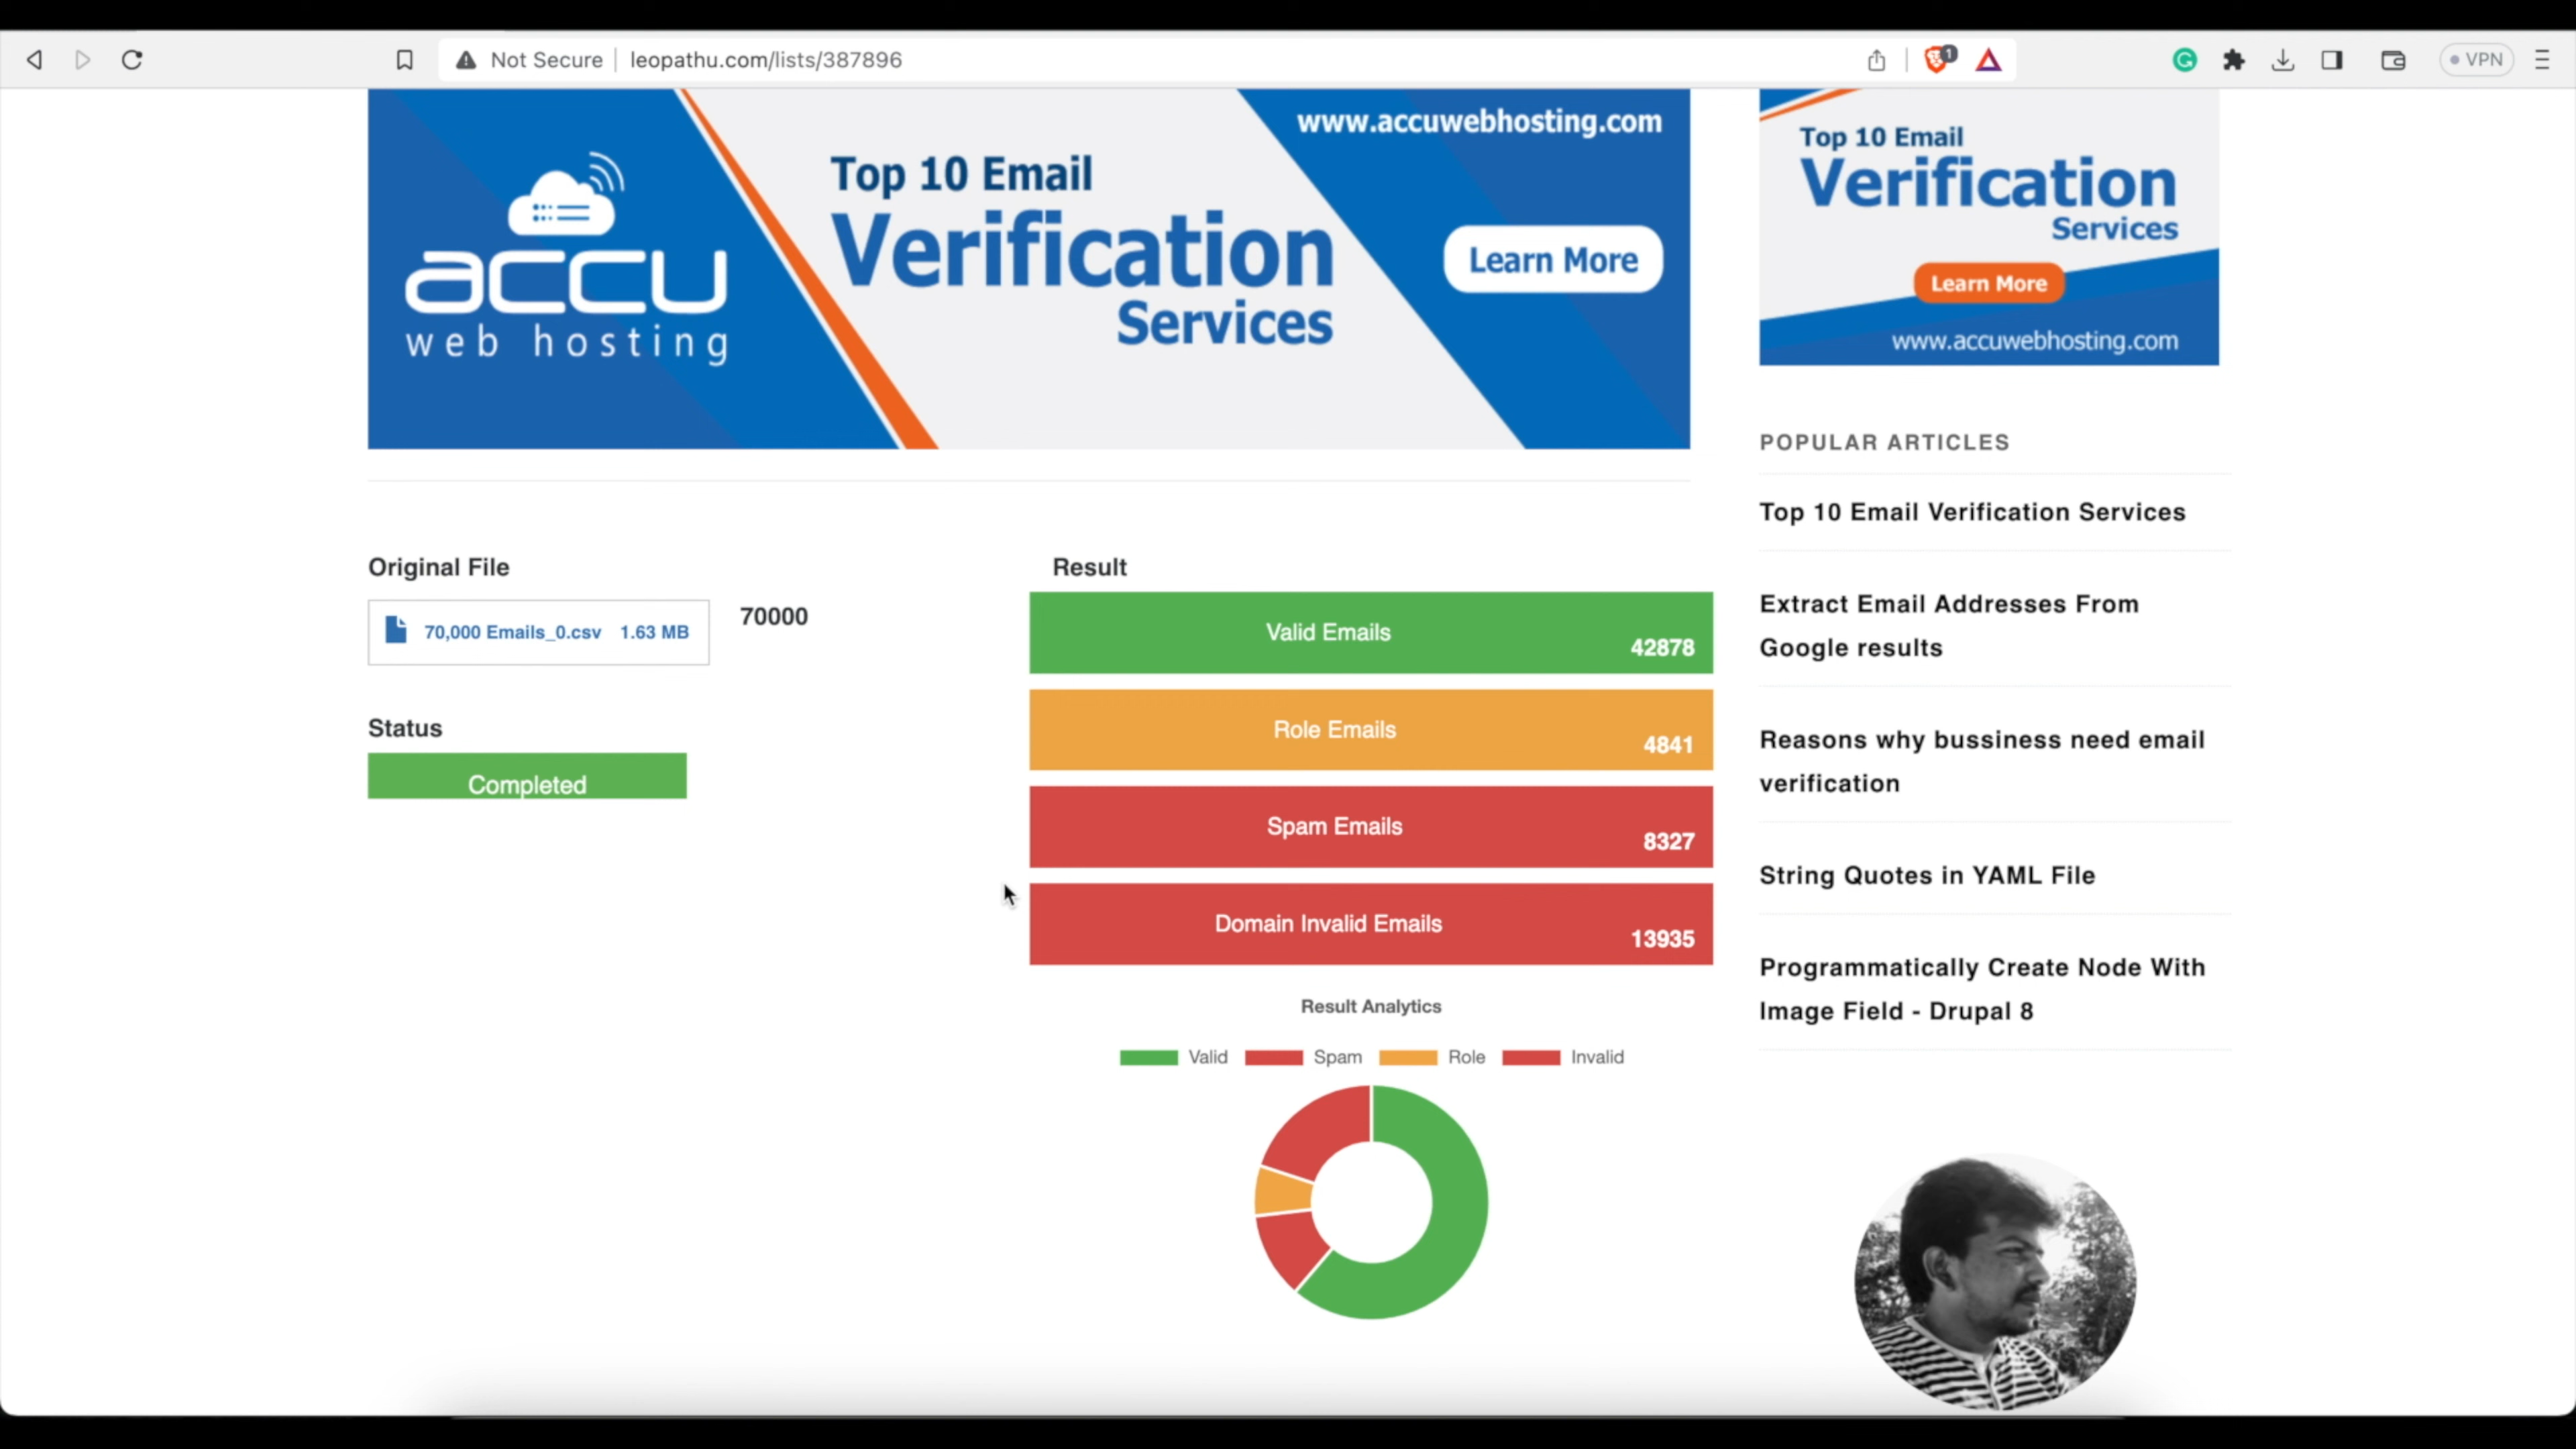 Not Secure leopathu.com/lists/387896
1
VPN
accu
web hosting
Top 10 Email
Verification
Services
www.accuwebhosting.com
Learn More
Top 10 Email
Verification
Services
Learn More
www.accuwebhosting.com
Original File
70,000 Emails_0.csv 1.63 MB
70000
Status
Completed
Result
Valid Emails
42878
Role Emails
4841
Spam Emails
8327
Domain Invalid Emails
13935
Result Analytics
Valid Spam Role Invalid
POPULAR ARTICLES
Top 10 Email Verification Services
Extract Email Addresses From
Google results
Reasons why bussiness need email
verification
String Quotes in YAML File
Programmatically Create Node With
Image Field - Drupal 8